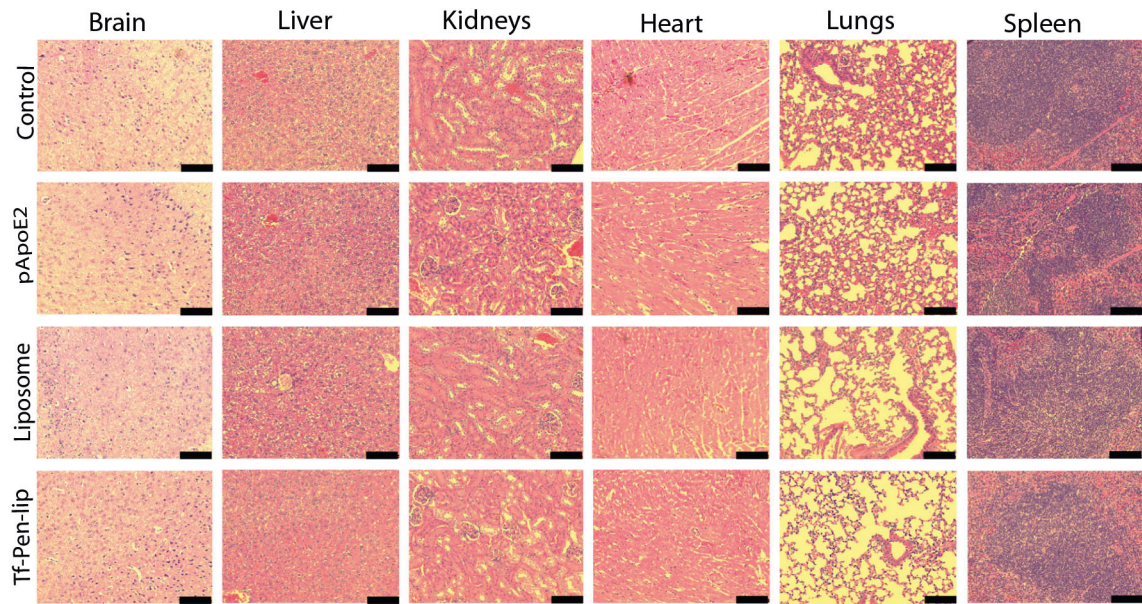 Brain Liver Kidneys Heart Lungs Spleen
Control
pApoE2
Liposome
Tf-Pen-lip